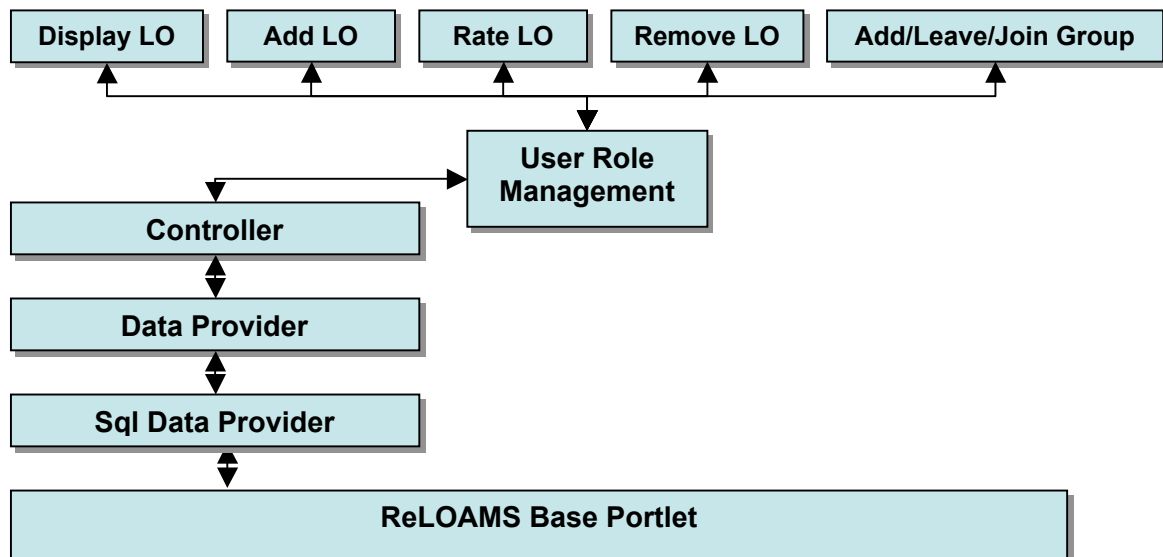 Display LO
Add LO
Rate LO
Remove LO
Add/Leave/Join Group
User Role
Management
Controller
Data Provider
Sql Data Provider
ReLOAMS Base Portlet